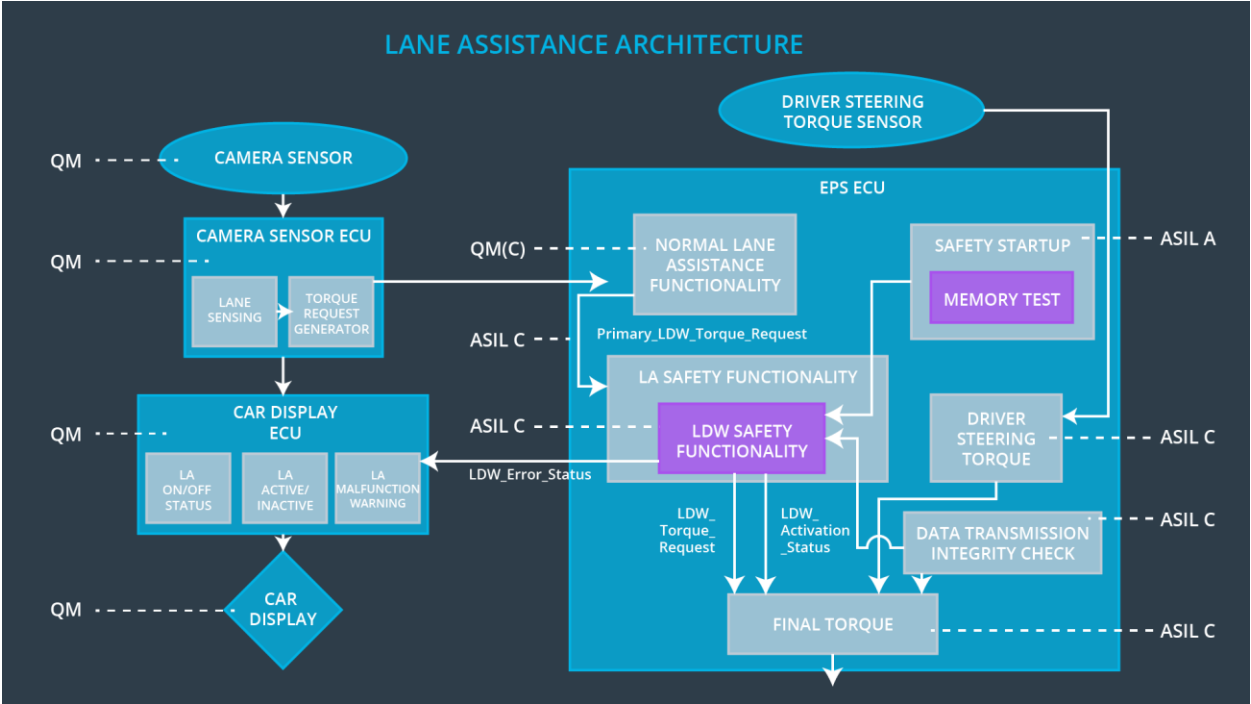 LANE ASSISTANCE ARCHITECTURE
DRIVER STEERING
TORQUE SENSOR
QM
CAMERA SENSOR
QM
CAMERA SENSOR ECU
LANE
SENSING
TORQUE
REQUEST
GENERATOR
QM
CAR DISPLAY
ECU
LA
ON/OFF
STATUS
LA
ACTIVE/
INACTIVE
LA
MALFUNCTION
WARNING
QM
CAR
DISPLAY
EPS ECU
QM(C)
NORMAL LANE
ASSISTANCE
FUNCTIONALITY
SAFETY STARTUP
MEMORY TEST
ASIL A
ASIL C
Primary_LDW_Torque_Request
LA SAFETY FUNCTIONALITY
ASIL C
LDW SAFETY
FUNCTIONALITY
LDW_Error_Status
DRIVER
STEERING
TORQUE
ASIL C
LDW_
Torque_
Request
LDW_
Activation
_Status
DATA TRANSMISSION
INTEGRITY CHECK
ASIL C
FINAL TORQUE
ASIL C